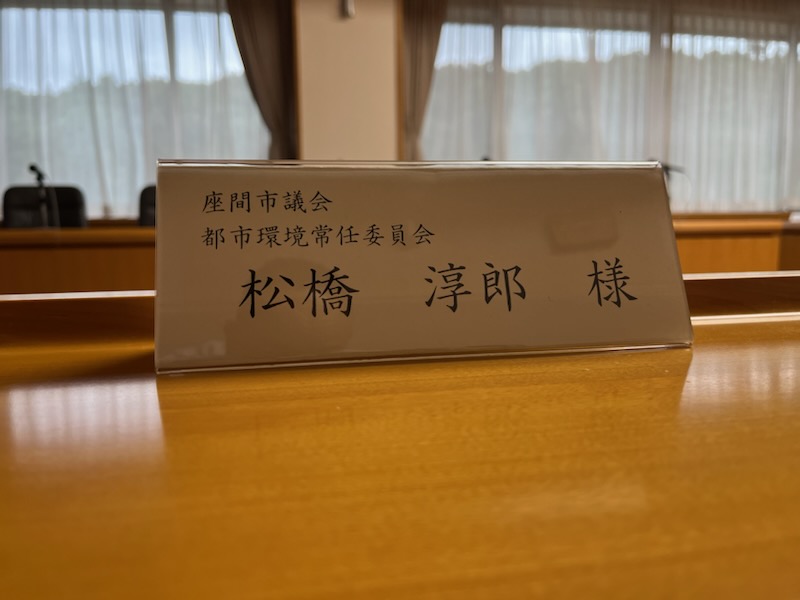 座間市議会
都市環境常任委員会
松橋　淳郎　様